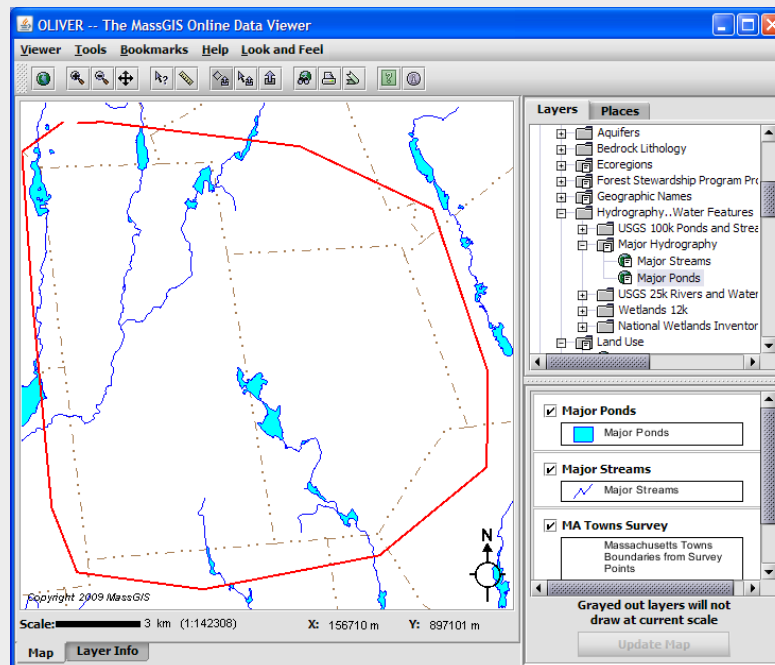 OLIVER -- The MassGIS Online Data Viewer
Viewer Tools Bookmarks Help Look and Feel
Layers Places
Aquifers
Bedrock Lithology
Ecoregions
Forest Stewardship Program Pro
Geographic Names
Hydrography..Water Features
USGS 100k Ponds and Strea
Major Hydrography
Major Streams
Major Ponds
USGS 25k Rivers and Water
Wetlands 12k
National Wetlands Inventor
Land Use
Major Ponds
Major Ponds
Major Streams
Major Streams
MA Towns Survey
Massachusetts Towns
Boundaries from Survey
Points
Grayed out layers will not
draw at current scale
Update Map
N
Copyright 2009 MassGIS
Scale: 3 km (1:142308) X: 156710 m Y: 897101 m
Map Layer Info